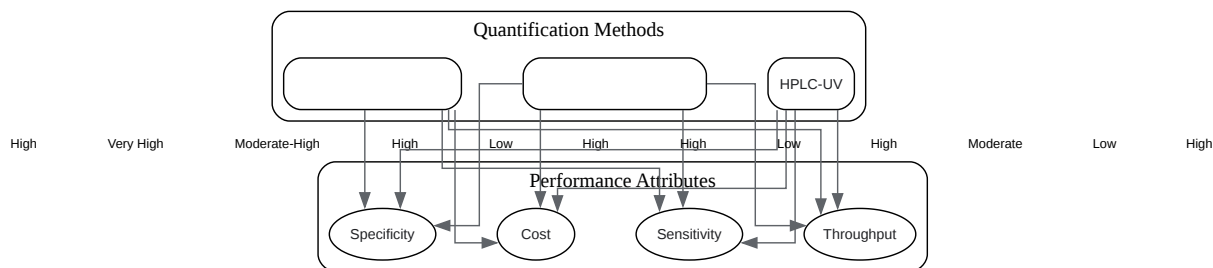 Quantification Methods
HPLC-UV
High Very High Moderate-High High Low High High Low High Moderate Low High
Performance Attributes
Specificity Cost Sensitivity Throughput